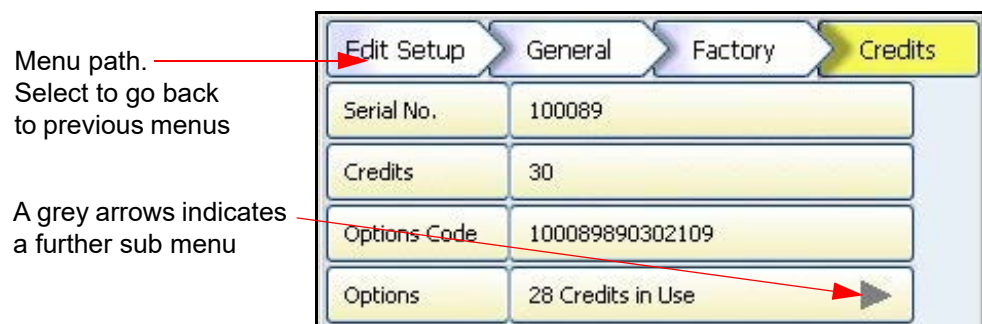 Edit Setup General Factory Credits
Menu path.
Select to go back
to previous menus
Serial No. 100089
Credits 30
A grey arrows indicates
a further sub menu
Options Code 100089890302109
Options 28 Credits in Use